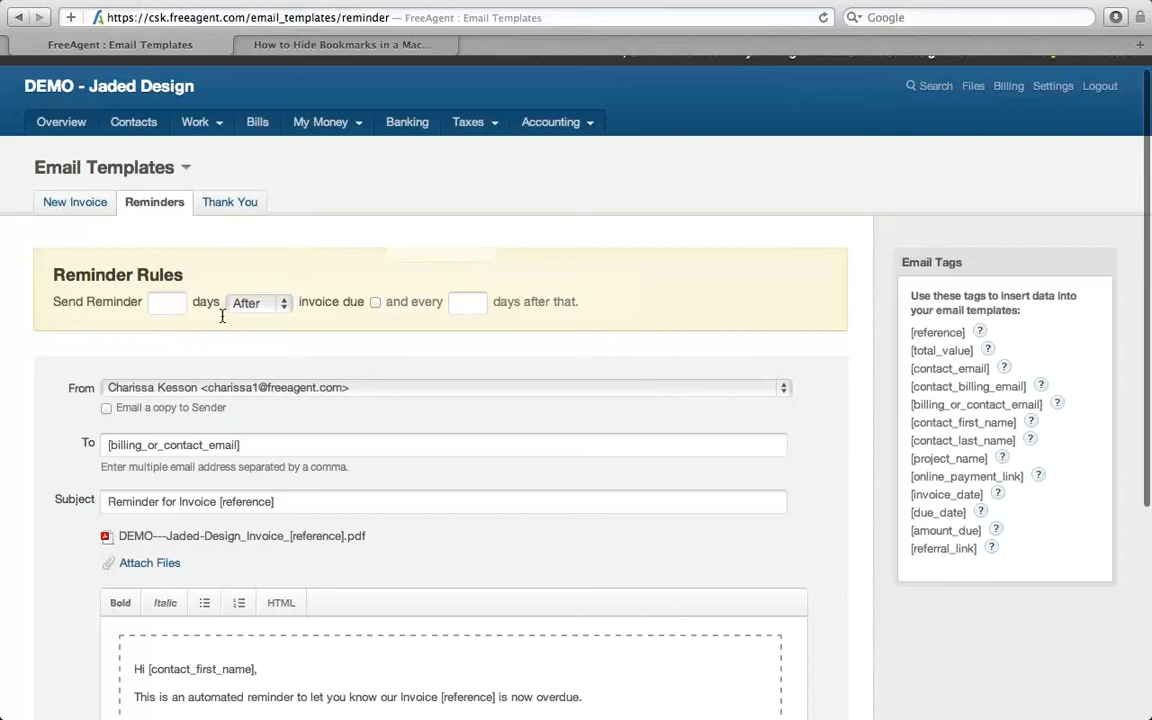 https://csk.freeagent.com/email_templates/reminder — FreeAgent : Email Templates
Google
FreeAgent : Email Templates
How to Hide Bookmarks in a Mac...
DEMO - Jaded Design
Search Files Billing Settings Logout
Overview Contacts Work Bills My Money Banking Taxes Accounting
Email Templates
New Invoice Reminders Thank You
Reminder Rules
Send Reminder days After invoice due and every days after that.
From Charissa Kesson <charissa1@freeagent.com>
Email a copy to Sender
To [billing_or_contact_email]
Enter multiple email address separated by a comma.
Subject Reminder for Invoice [reference]
DEMO---Jaded-Design_Invoice_[reference].pdf
Attach Files
Bold Italic HTML
Hi [contact_first_name],
This is an automated reminder to let you know our Invoice [reference] is now overdue.
Email Tags
Use these tags to insert data into
your email templates:
[reference] ?
[total_value] ?
[contact_email] ?
[contact_billing_email] ?
[billing_or_contact_email] ?
[contact_first_name] ?
[contact_last_name] ?
[project_name] ?
[online_payment_link] ?
[invoice_date] ?
[due_date] ?
[amount_due] ?
[referral_link] ?